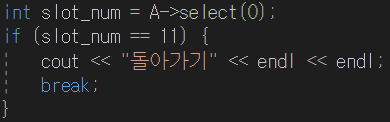 int slot_num = A->select(0);
if (slot_num == 11) {
cout << "돌아가기" << endl << endl;
break;
}